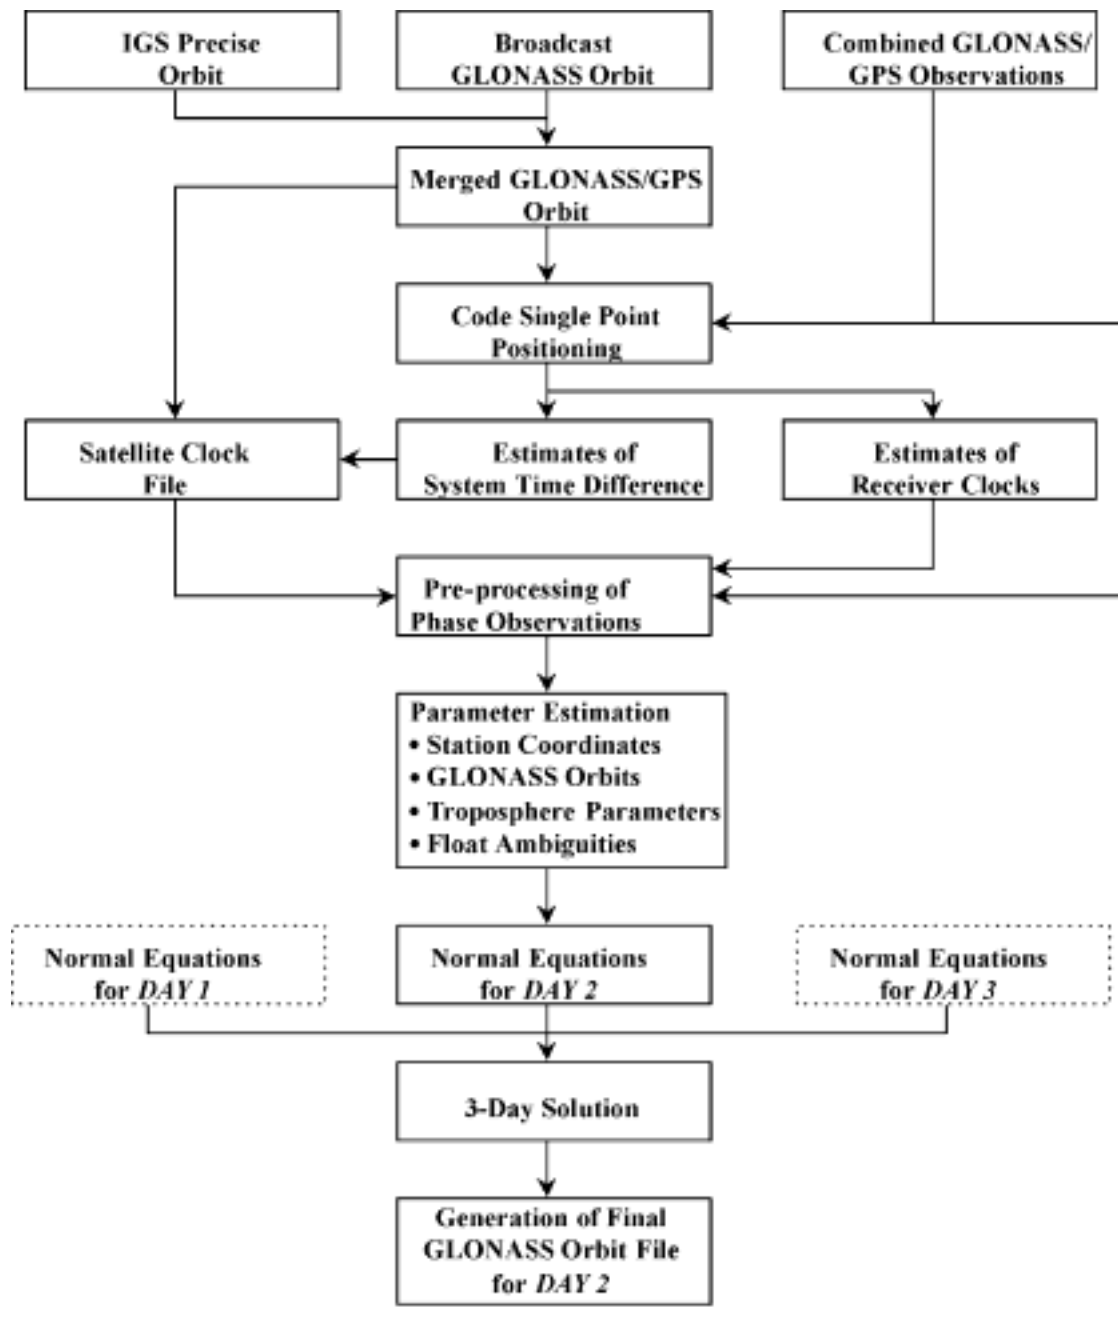 IGS Precise
Orbit
Broadcast
GLONASS Orbit
Combined GLONASS/
GPS Observations
Merged GLONASS/GPS
Orbit
Code Single Point
Positioning
Satellite Clock
File
Estimates of
System Time Difference
Estimates of
Receiver Clocks
Pre-processing of
Phase Observations
Parameter Estimation
• Station Coordinates
• GLONASS Orbits
• Troposphere Parameters
• Float Ambiguities
Normal Equations
for DAY 1
Normal Equations
for DAY 2
Normal Equations
for DAY 3
3-Day Solution
Generation of Final
GLONASS Orbit File
for DAY 2